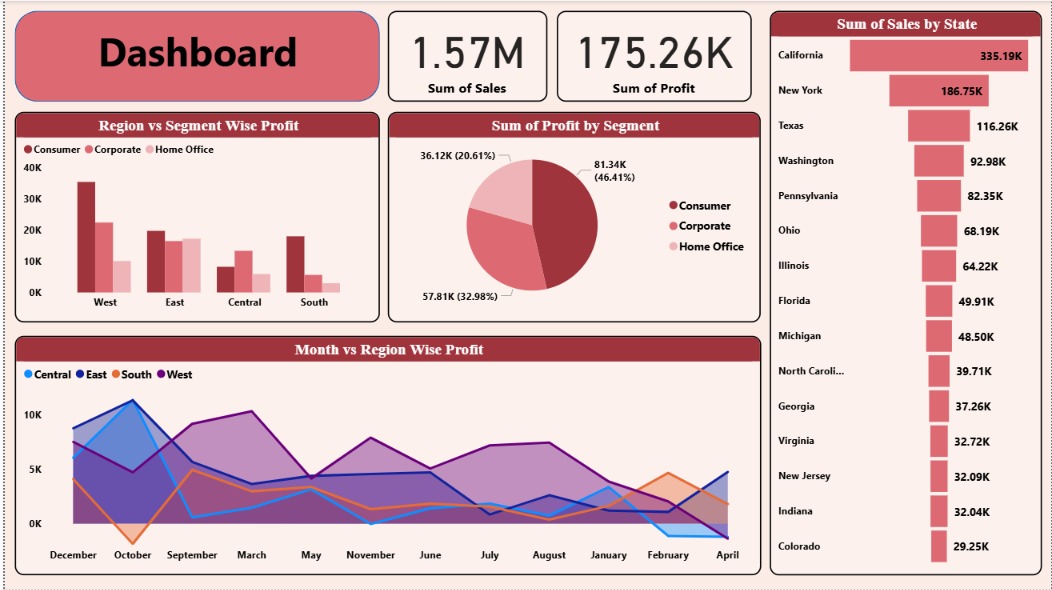 Dashboard
1.57M
Sum of Sales
175.26K
Sum of Profit
Region vs Segment Wise Profit
Consumer Corporate Home Office
40K
30K
20K
10K
0K
West East Central South
Sum of Profit by Segment
36.12K (20.61%)
81.34K
(46.41%)
57.81K (32.98%)
Consumer
Corporate
Home Office
Month vs Region Wise Profit
Central East South West
10K
5K
0K
December October September March May November June July August January February April
Sum of Sales by State
California 335.19K
New York 186.75K
Texas 116.26K
Washington 92.98K
Pennsylvania 82.35K
Ohio 68.19K
Illinois 64.22K
Florida 49.91K
Michigan 48.50K
North Caroli... 39.71K
Georgia 37.26K
Virginia 32.72K
New Jersey 32.09K
Indiana 32.04K
Colorado 29.25K